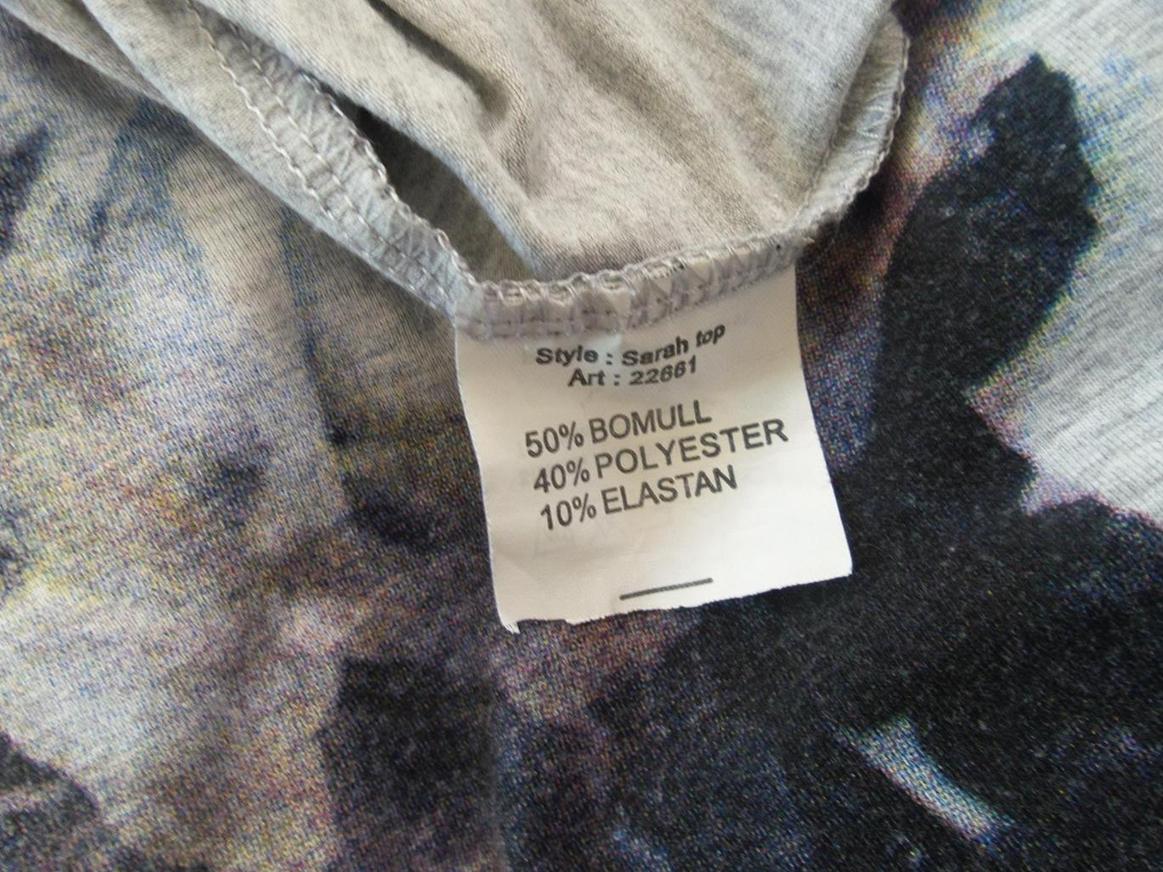 Style : Sarah top
Art : 22661
50% BOMULL
40% POLYESTER
10% ELASTAN